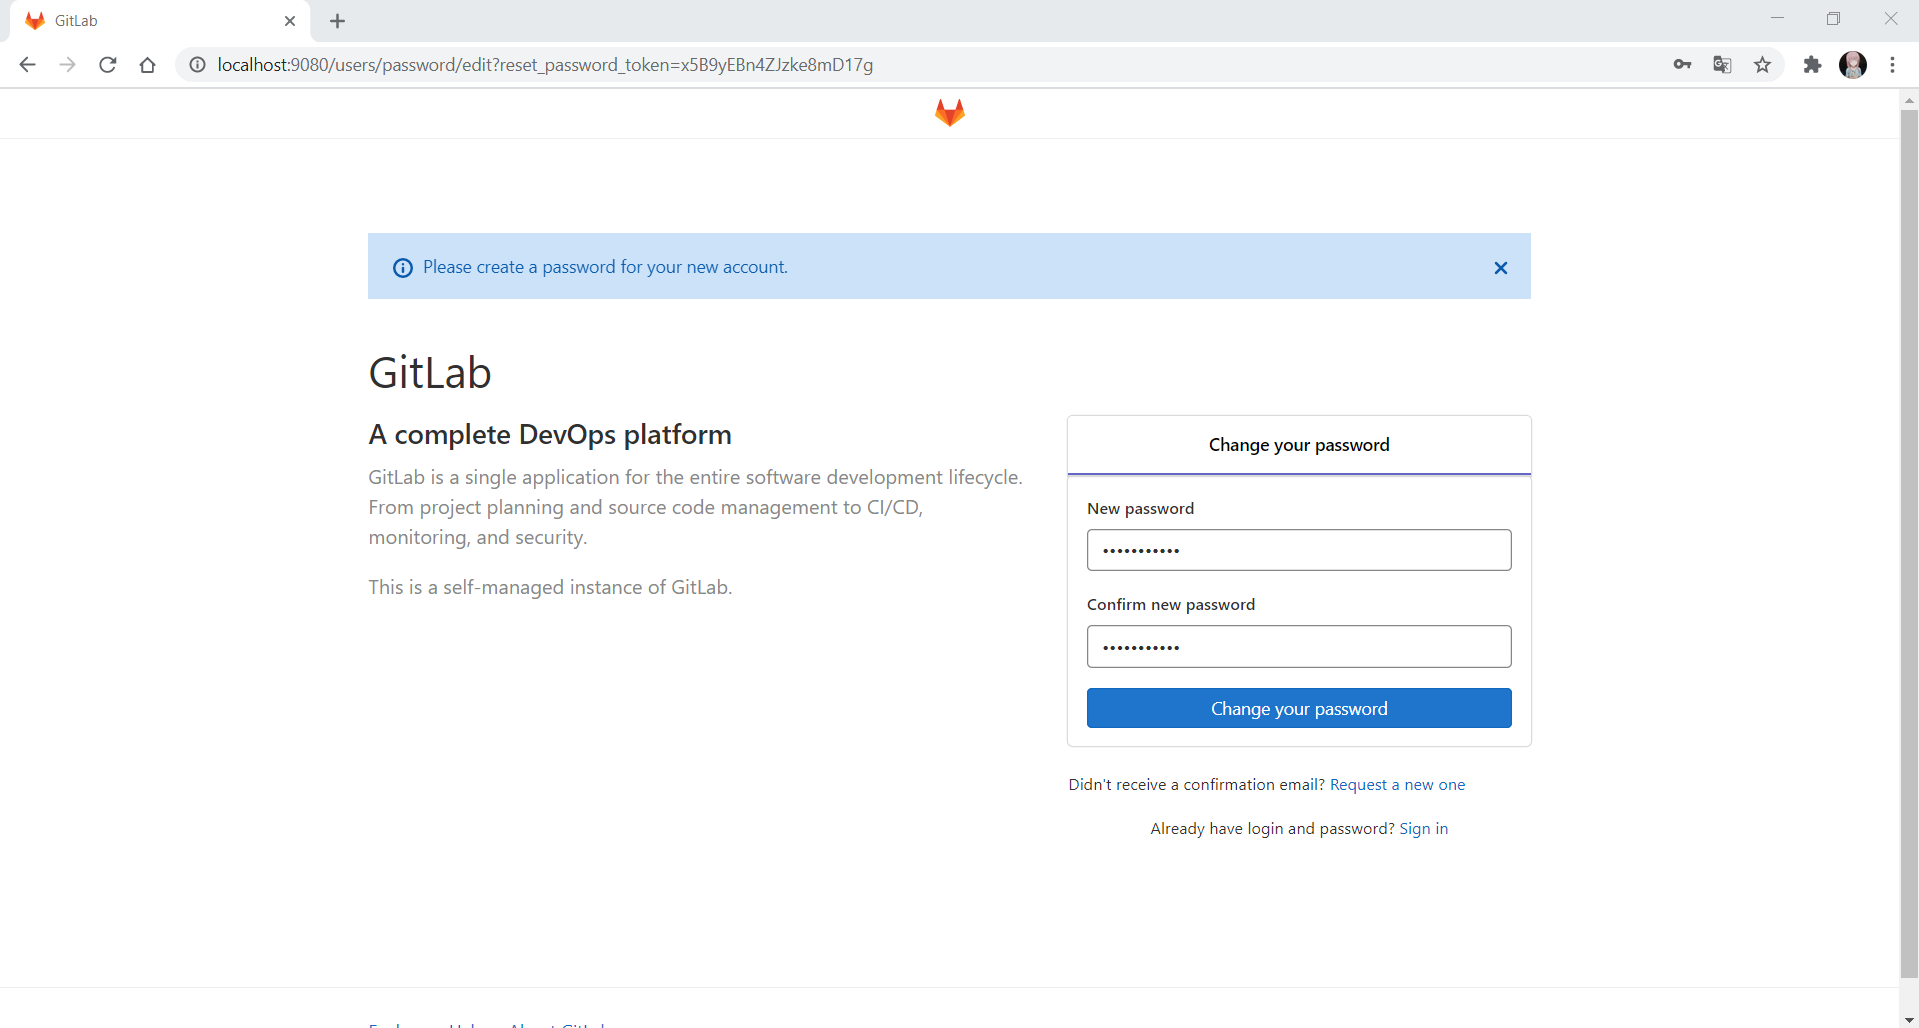 GitLab
localhost:9080/users/password/edit?reset_password_token=x5B9yEBn4ZJzke8mD17g
Please create a password for your new account.
GitLab
A complete DevOps platform
GitLab is a single application for the entire software development lifecycle.
From project planning and source code management to CI/CD,
monitoring, and security.
This is a self-managed instance of GitLab.
Change your password
New password
Confirm new password
Change your password
Didn't receive a confirmation email? Request a new one
Already have login and password? Sign in